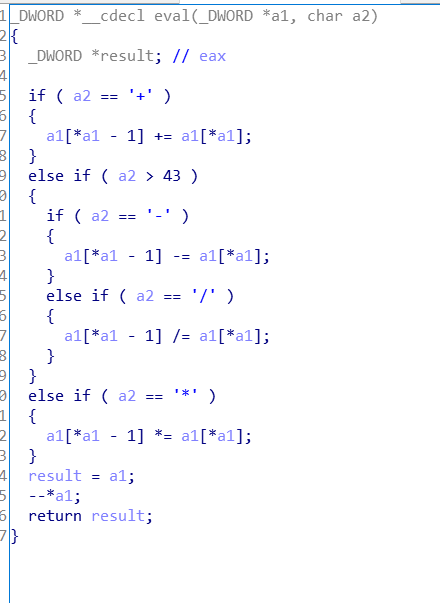 1 _DWORD *__cdecl eval(_DWORD *a1, char a2)
2 {
3   _DWORD *result; // eax
4
5   if ( a2 == '+' )
6   {
7     a1[*a1 - 1] += a1[*a1];
8   }
9   else if ( a2 > 43 )
0   {
1     if ( a2 == '-' )
2     {
3       a1[*a1 - 1] -= a1[*a1];
4     }
5     else if ( a2 == '/' )
6     {
7       a1[*a1 - 1] /= a1[*a1];
8     }
9   }
0   else if ( a2 == '*' )
1   {
2     a1[*a1 - 1] *= a1[*a1];
3   }
4   result = a1;
5   --*a1;
6   return result;
7 }